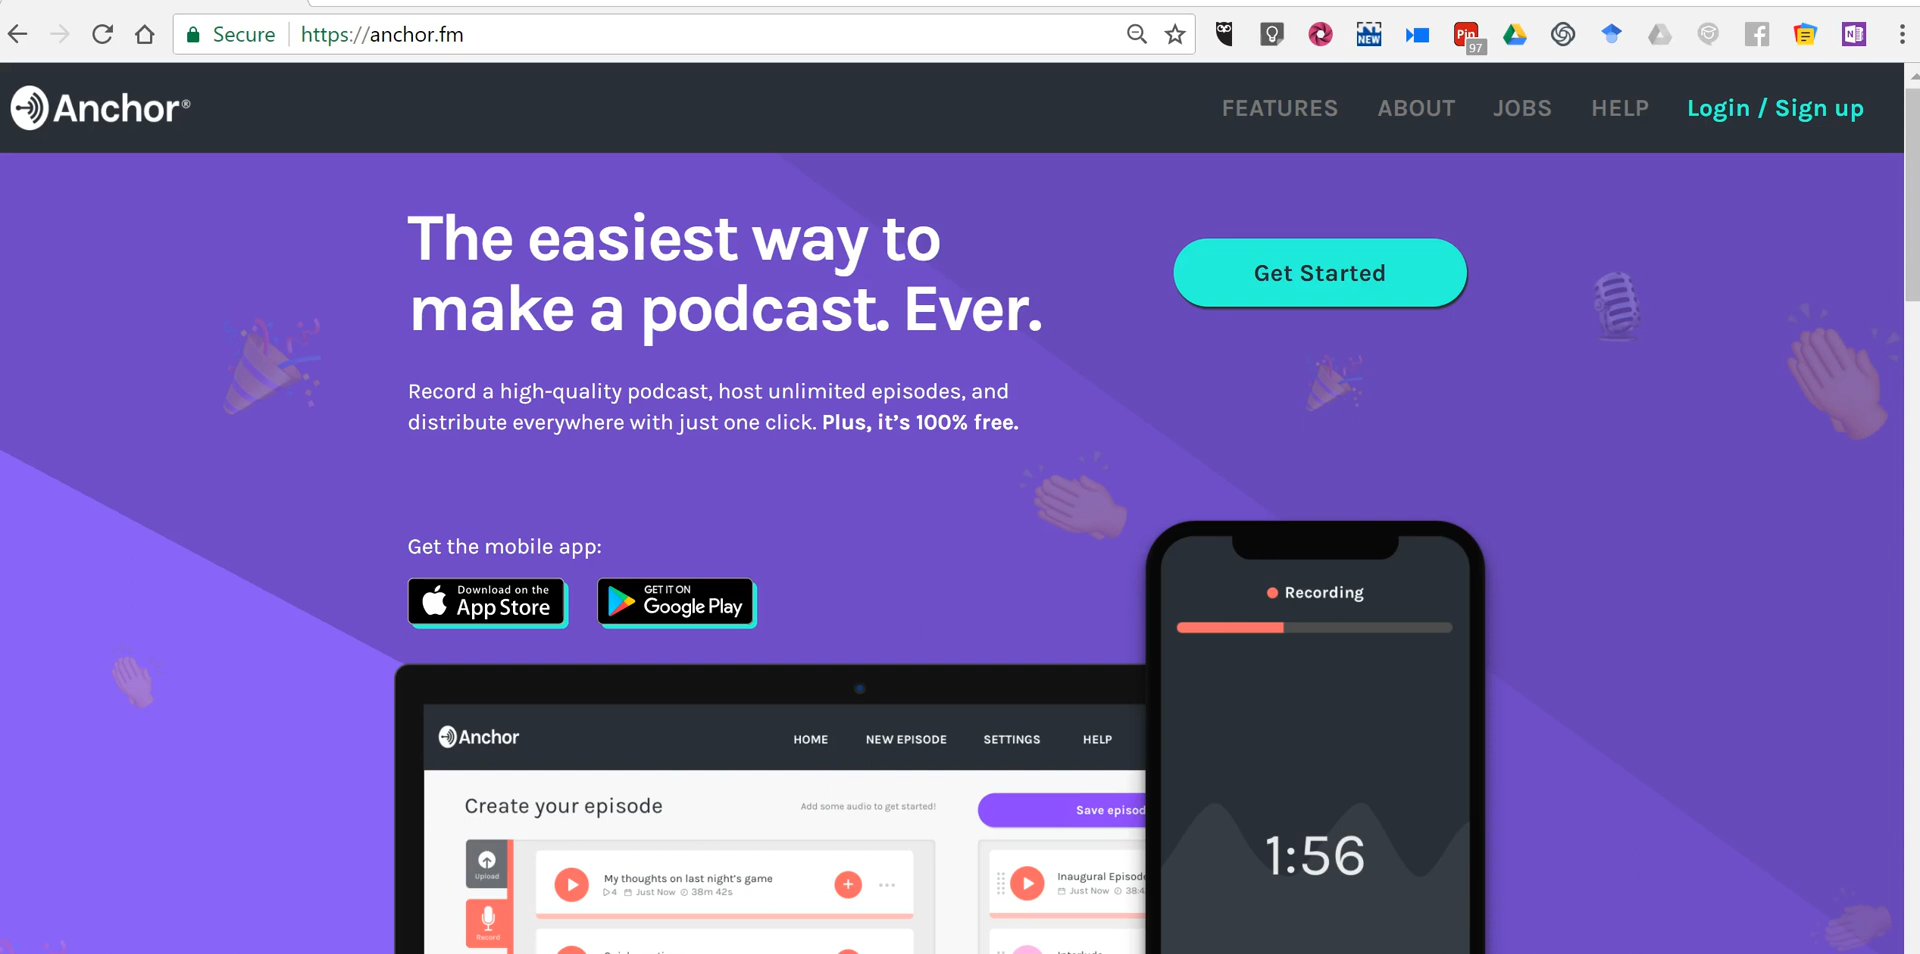 Secure https://anchor.fm
NEW
Pin
97
N
Anchor®
FEATURES ABOUT JOBS HELP Login / Sign up
The easiest way to
make a podcast. Ever.
Get Started
Record a high-quality podcast, host unlimited episodes, and
distribute everywhere with just one click. Plus, it's 100% free.
Get the mobile app:
Download on the
App Store
GET IT ON
Google Play
Recording
1:56
Anchor
HOME NEW EPISODE SETTINGS HELP
Create your episode
Add some audio to get started!
Save episod
Upload
Record
My thoughts on last night's game
4 Just Now 38m 42s
Inaugural Episode
Just Now 38:4